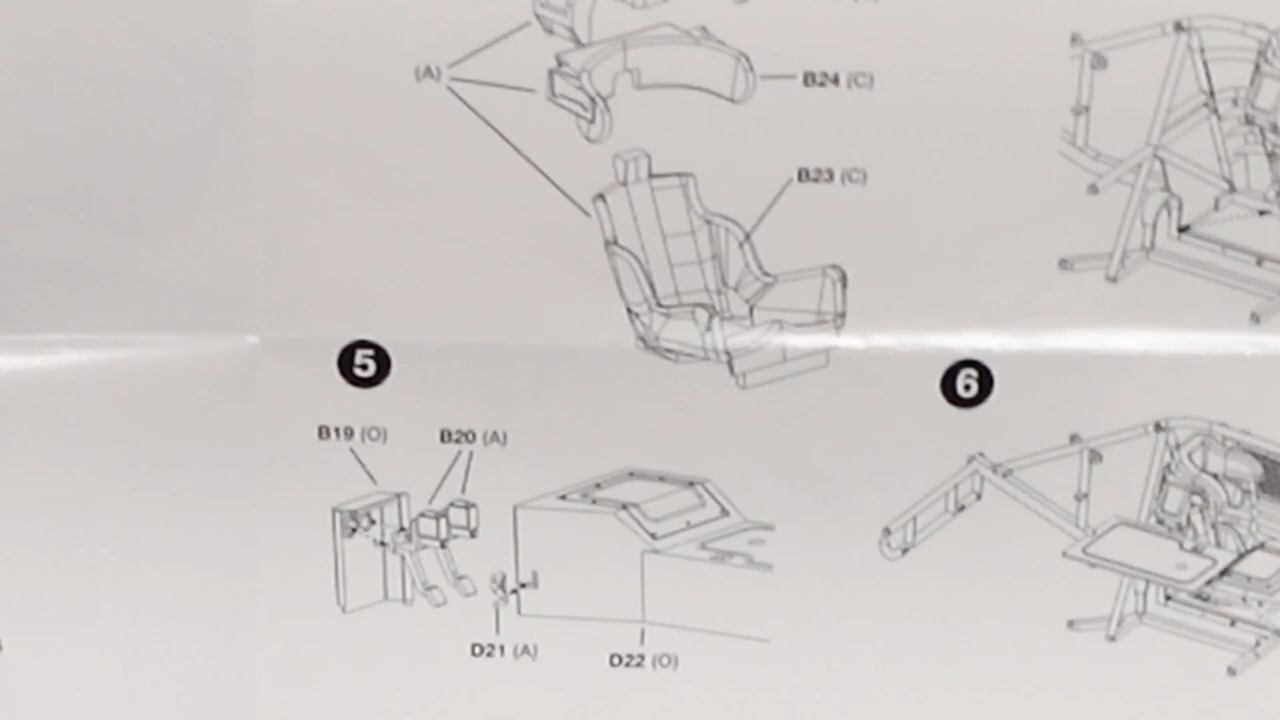 (A)
B24 (C)
B23 (C)
5
6
B19 (O)
B20 (A)
D21 (A)
D22 (O)